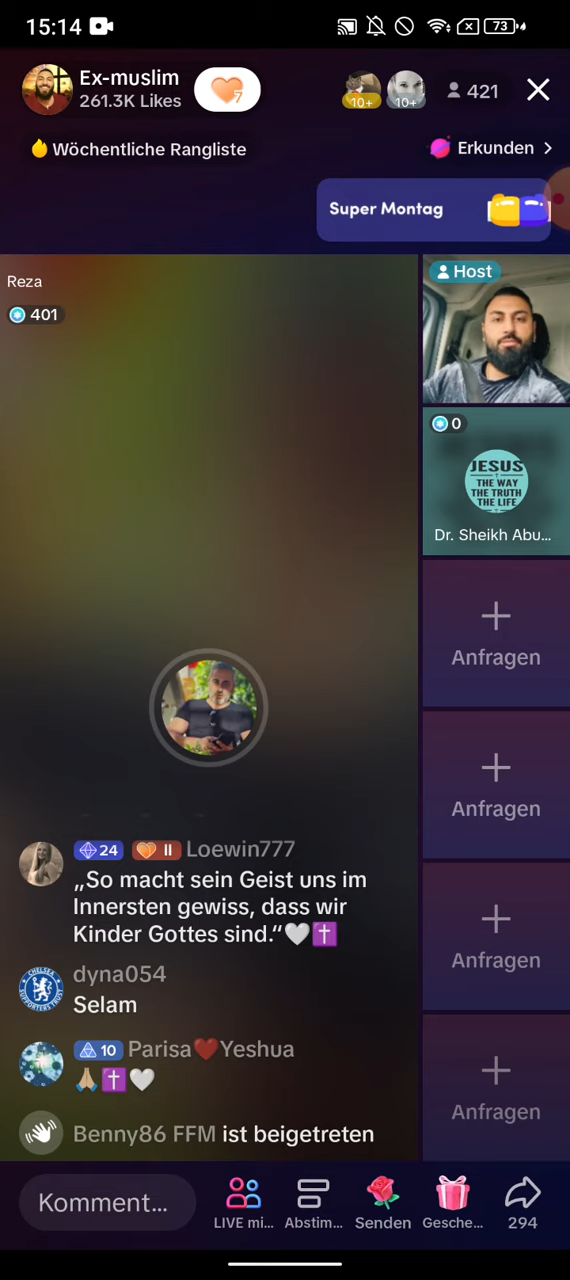 15:14
73
Ex-muslim
261.3K Likes
7
10+
10+
421
Wöchentliche Rangliste
Erkunden
Super Montag
Reza
401
Host
0
JESUS
THE WAY
THE TRUTH
THE LIFE
Dr. Sheikh Abu...
Anfragen
Anfragen
Anfragen
Anfragen
24 II Loewin777
„So macht sein Geist uns im
Innersten gewiss, dass wir
Kinder Gottes sind.“🤍✝️
dyna054
Selam
10 Parisa❤️Yeshua
🙏🏽✝️🤍
Benny86 FFM ist beigetreten
Komment...
LIVE mi...
Abstim...
Senden
Gesche...
294